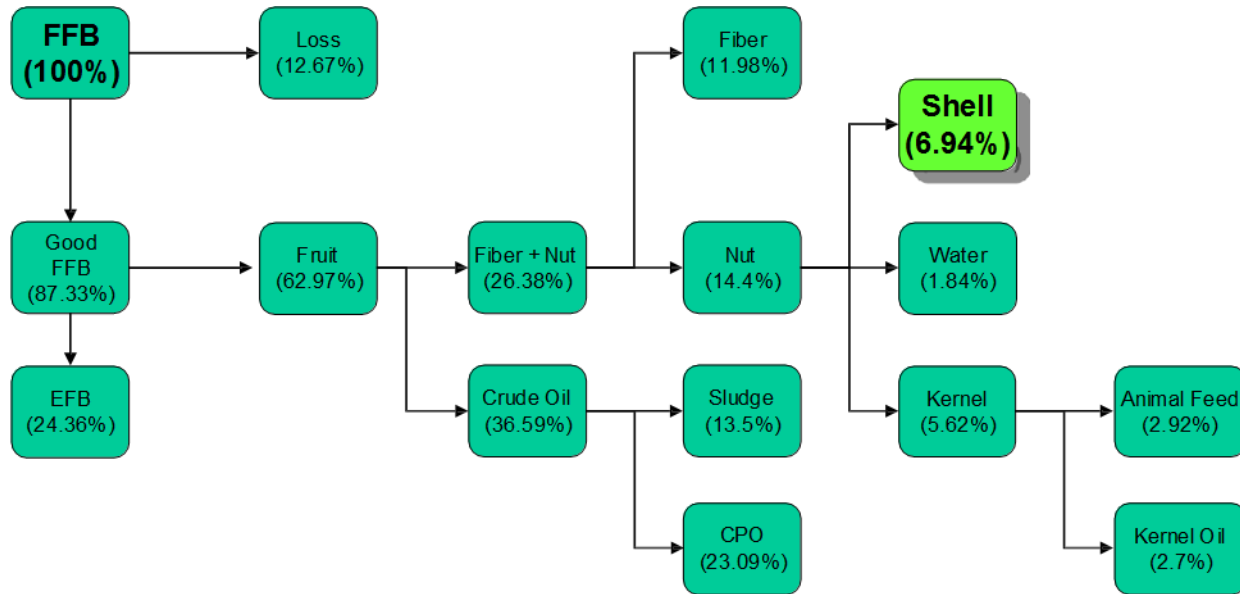 FFB
(100%)
Loss
(12.67%)
Fiber
(11.98%)
Shell
(6.94%)
Good
FFB
(87.33%)
Fruit
(62.97%)
Fiber + Nut
(26.38%)
Nut
(14.4%)
Water
(1.84%)
EFB
(24.36%)
Crude Oil
(36.59%)
Sludge
(13.5%)
Kernel
(5.62%)
Animal Feed
(2.92%)
CPO
(23.09%)
Kernel Oil
(2.7%)